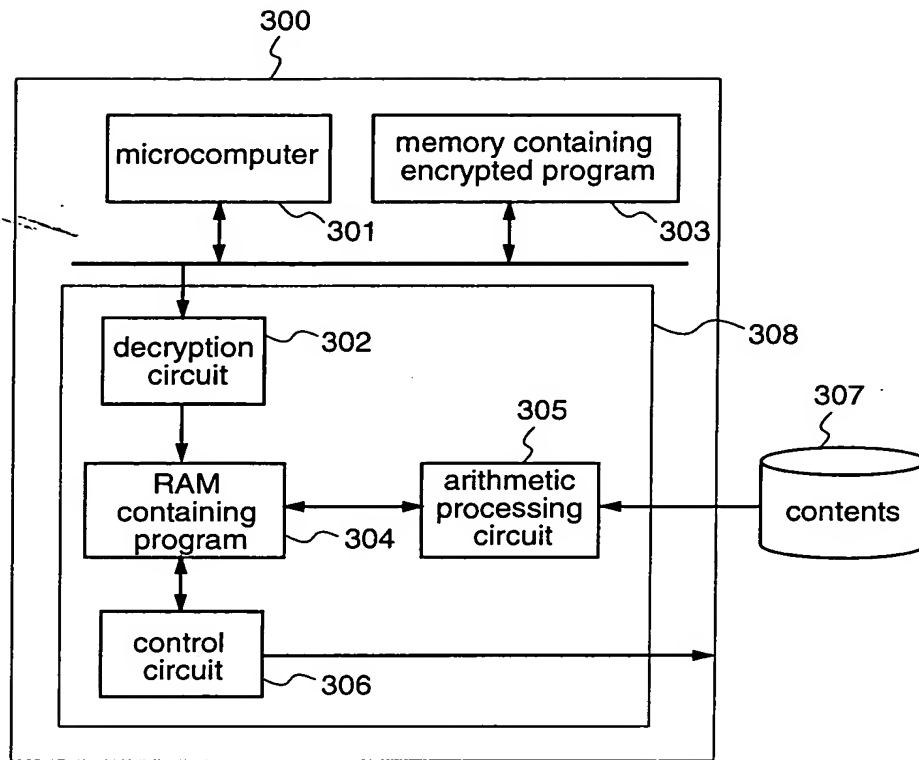 300
microcomputer
301
memory containing
encrypted program
303
decryption
circuit
302
308
305
307
RAM
containing
program
304
arithmetic
processing
circuit
contents
control
circuit
306